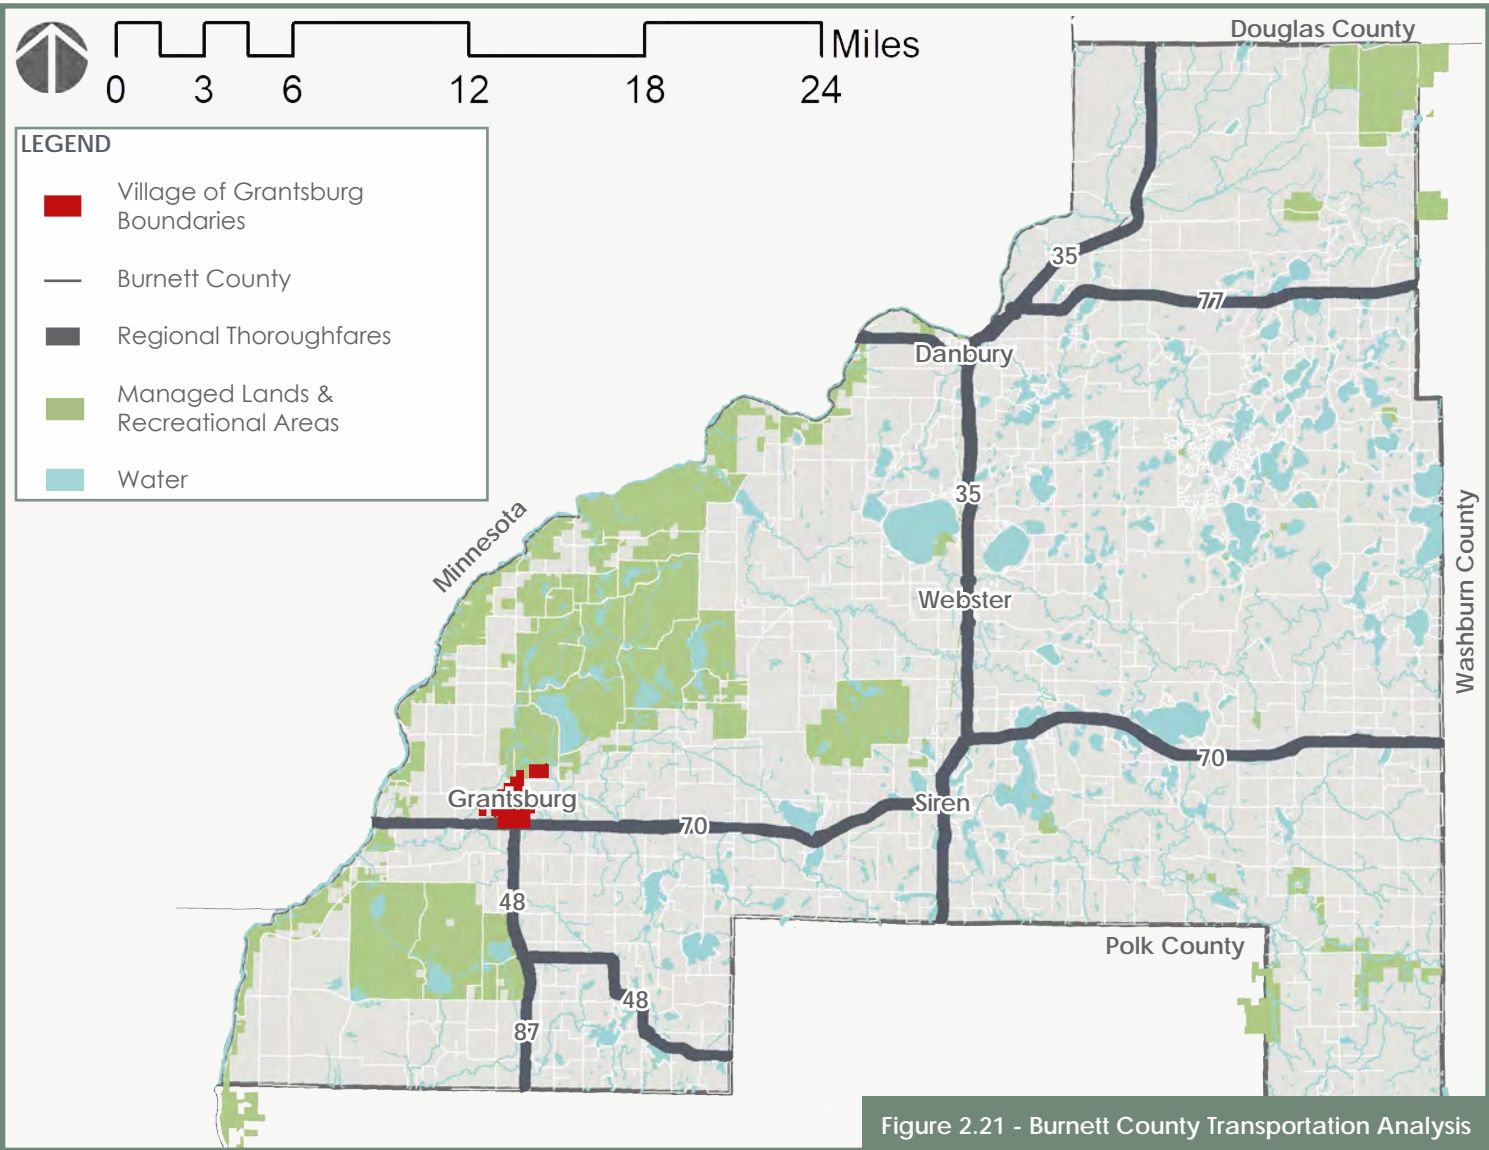 Miles
0 3 6 12 18 24
LEGEND
Village of Grantsburg
Boundaries
Burnett County
Regional Thoroughfares
Managed Lands &
Recreational Areas
Water
Douglas County
35
77
Danbury
35
Minnesota
Washburn County
Webster
70
Grantsburg
Siren
70
48
Polk County
48
87
Figure 2.21 - Burnett County Transportation Analysis